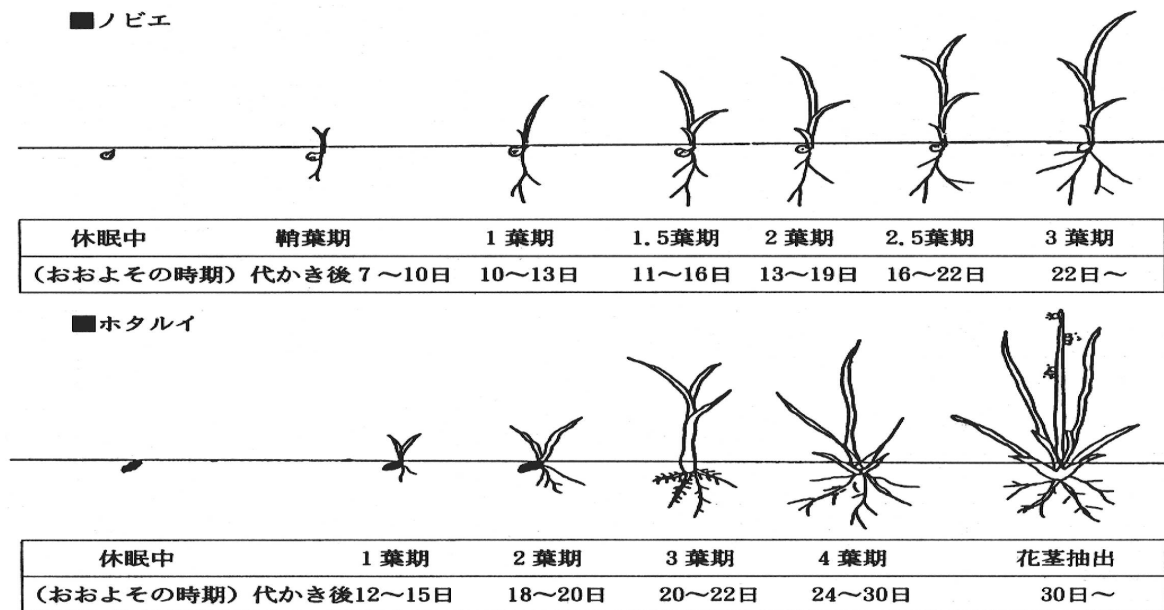 ■ノビエ
休眠中 鞘葉期 1葉期 1.5葉期 2葉期 2.5葉期 3葉期
(おおよその時期) 代かき後7〜10日 10〜13日 11〜16日 13〜19日 16〜22日 22日〜
■ホタルイ
休眠中 1葉期 2葉期 3葉期 4葉期 花茎抽出
(おおよその時期) 代かき後12〜15日 18〜20日 20〜22日 24〜30日 30日〜